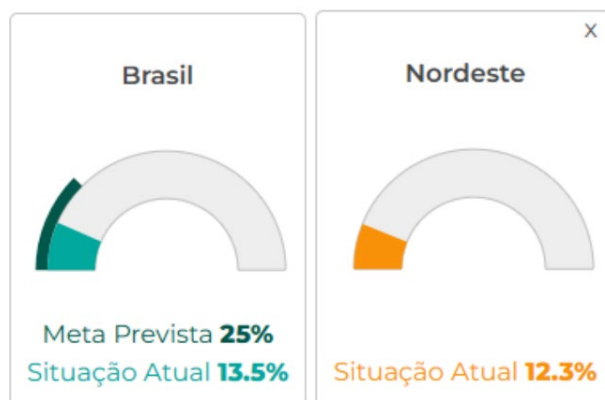 Brasil
Meta Prevista 25%
Situação Atual 13.5%
X
Nordeste
Situação Atual 12.3%